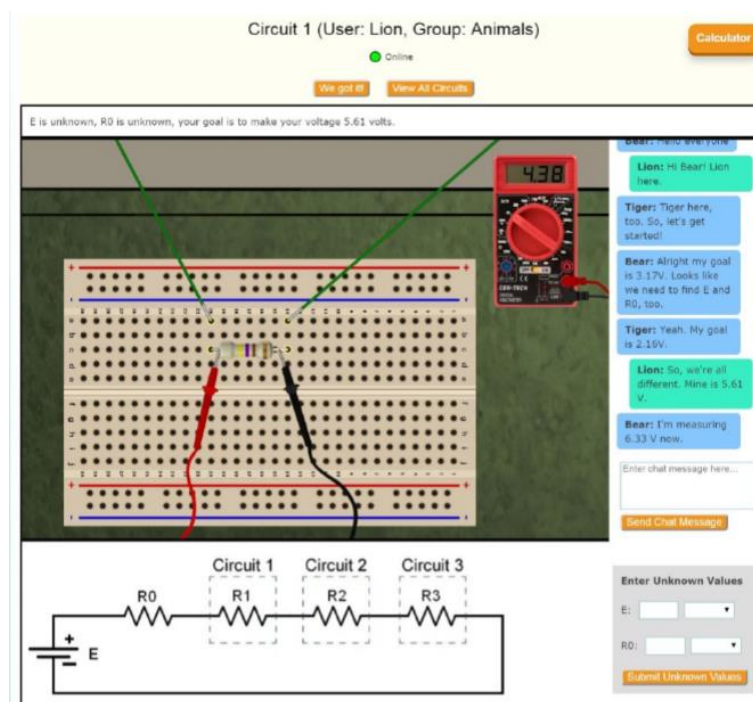 Circuit 1 (User: Lion, Group: Animals)
Calculator
Online
We got it!
View All Circuits
E is unknown, R0 is unknown, your goal is to make your voltage 5.61 volts.
Bear: Hello everyone
4.38
Lion: Hi Bear! Lion
here.
Tiger: Tiger here,
too. So, let's get
started!
Bear: Alright my goal
is 3.17V. Looks like
we need to find E and
R0, too.
Tiger: Yeah. My goal
is 2.16V.
Lion: So, we're all
different. Mine is 5.61
V.
Bear: I'm measuring
6.33 V now.
Enter chat message here...
Send Chat Message
Circuit 1
Circuit 2
Circuit 3
R0
R1
R2
R3
+
E
Enter Unknown Values
E:
R0:
Submit Unknown Values